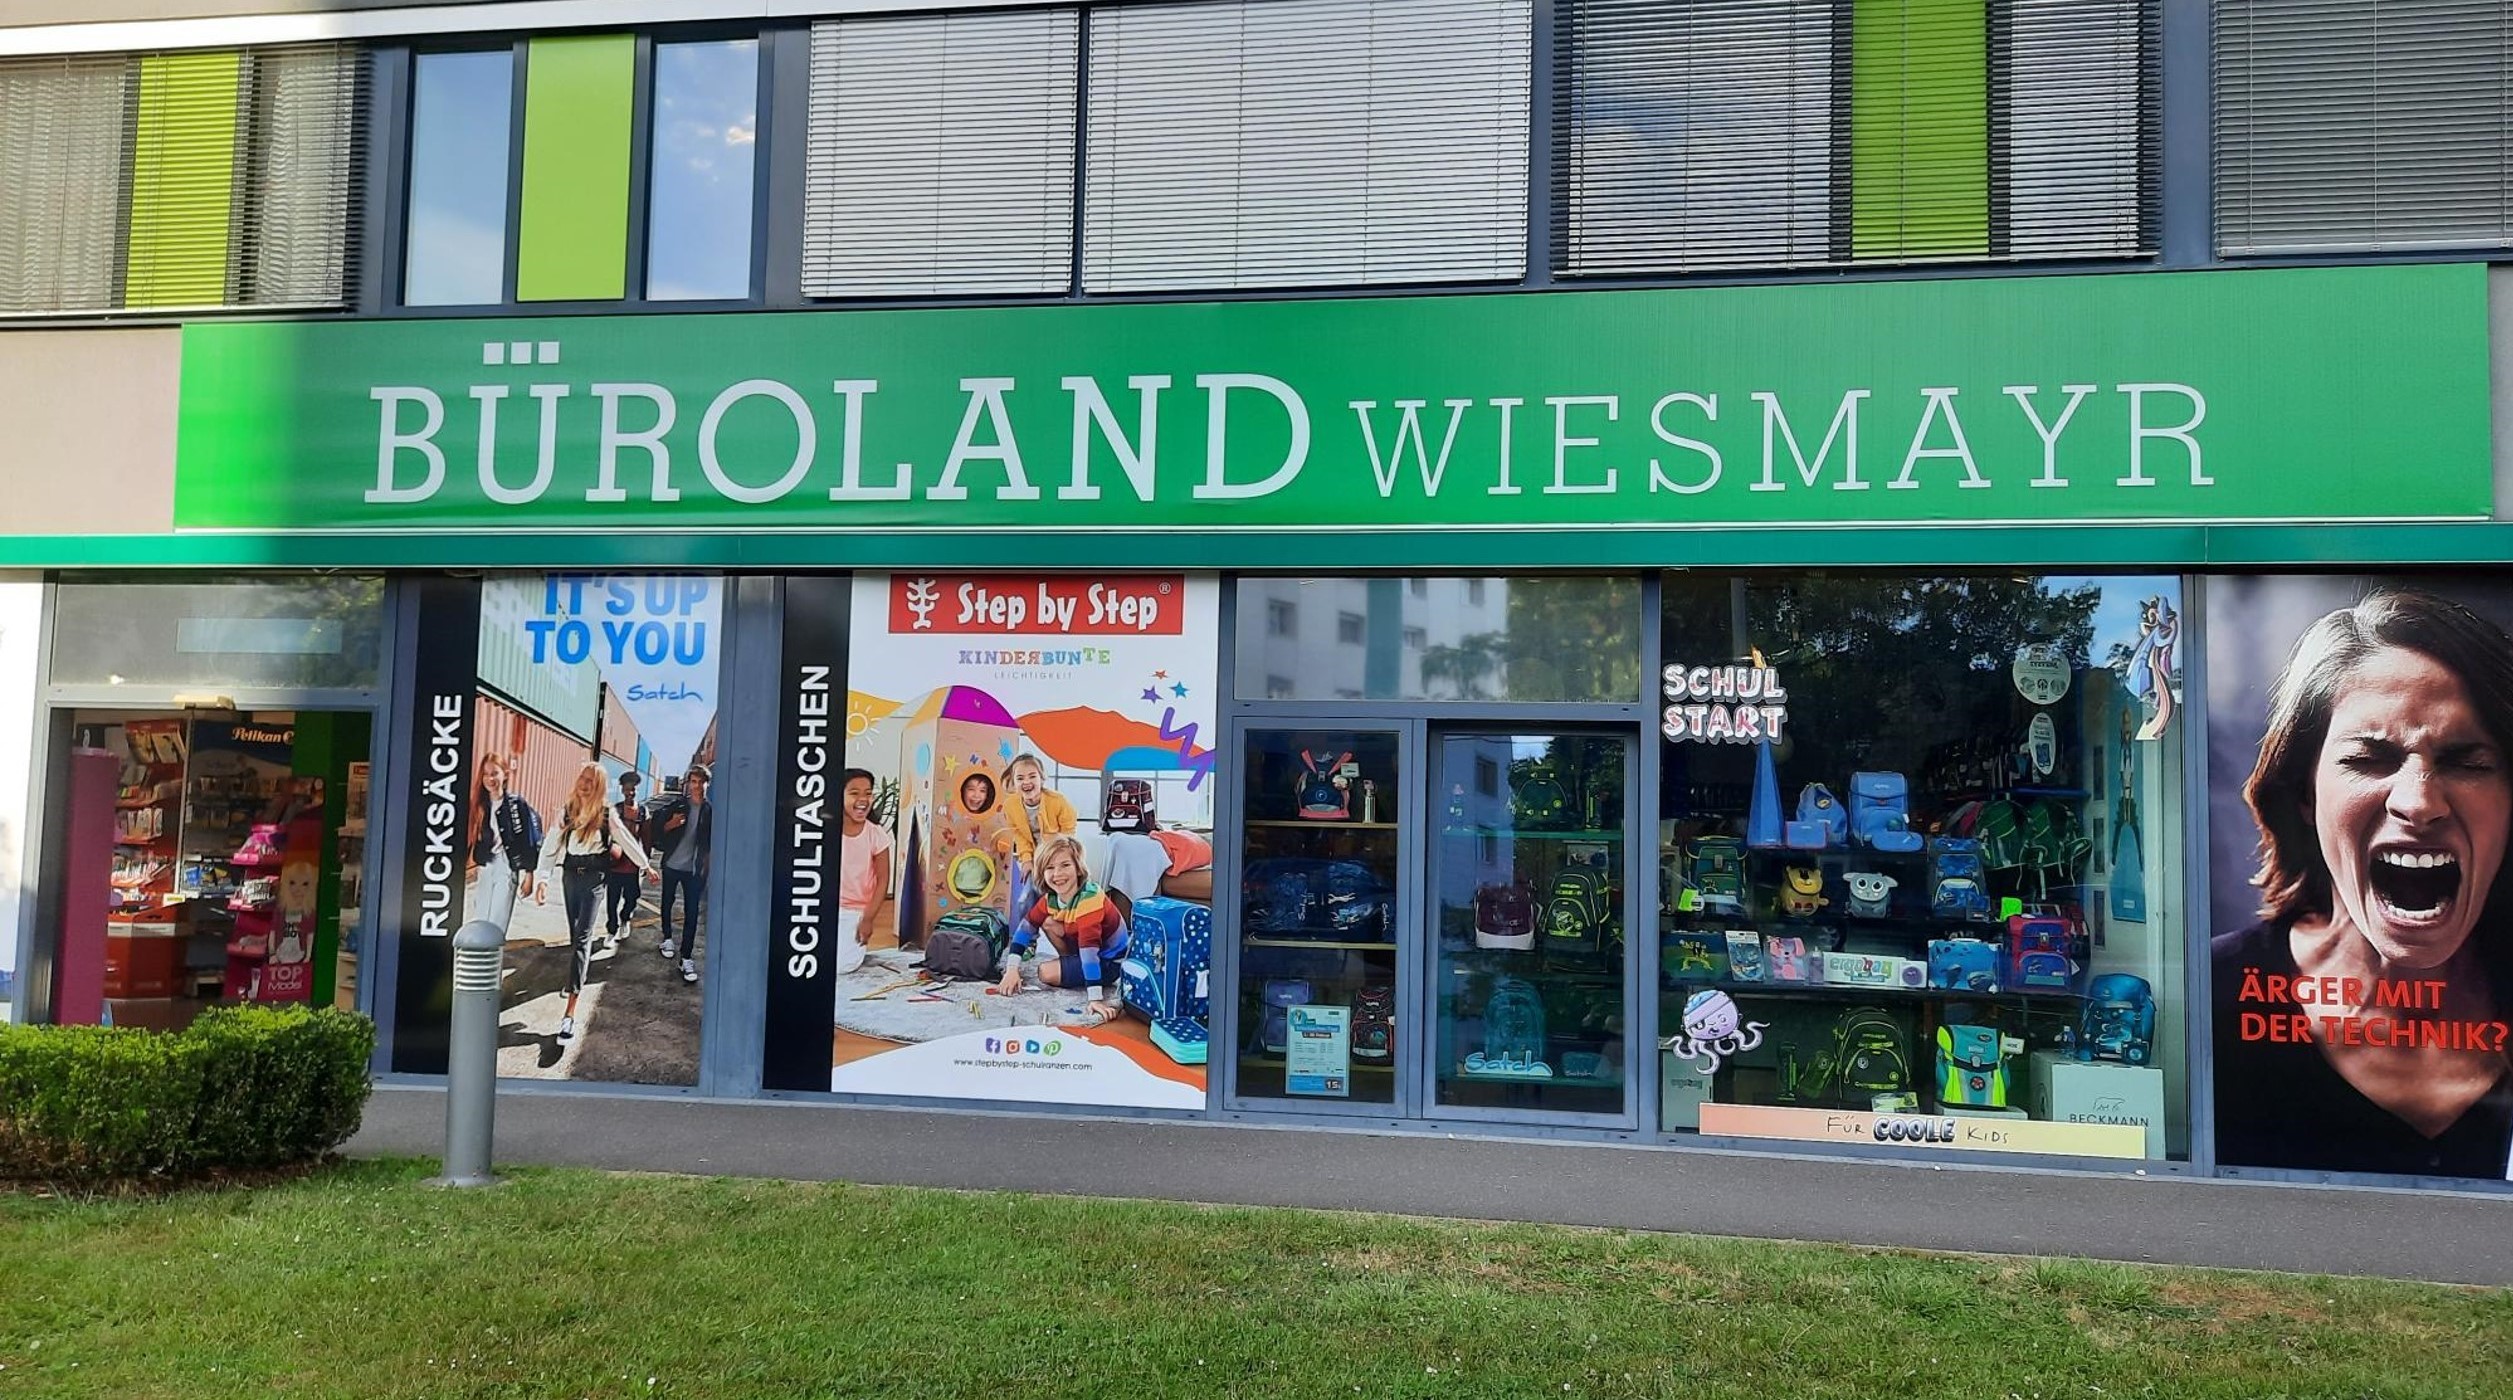 BÜROLAND WIESMAYR
IT'S UP
TO YOU
Satch
RUCKSÄCKE
Pelikan
TOP
Model
SCHULTASCHEN
Step by Step®
KINDERBUNTE
LEICHTIGKEIT
www.stepbystep-schulranzen.com
Satch
SCHUL
START
ergobag
BECKMANN
FÜR COOLE KIDS
ÄRGER MIT
DER TECHNIK?